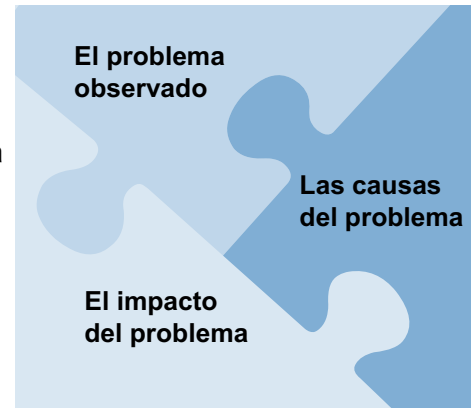 El problema
observado
Las causas
del problema
El impacto
del problema